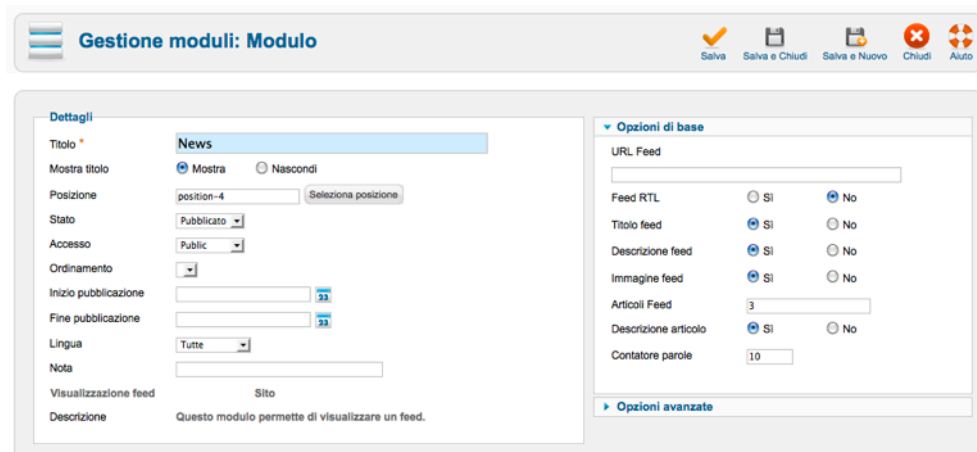 Gestione moduli: Modulo
Salva
Salva e Chiudi
Salva e Nuovo
Chiudi
Aiuto
Dettagli
Titolo * News
Mostra titolo Mostra Nascondi
Posizione position-4 Seleziona posizione
Stato Pubblicato
Accesso Public
Ordinamento
Inizio pubblicazione 23
Fine pubblicazione 23
Lingua Tutte
Nota
Visualizzazione feed Sito
Descrizione Questo modulo permette di visualizzare un feed.
Opzioni di base
URL Feed
Feed RTL Sì No
Titolo feed Sì No
Descrizione feed Sì No
Immagine feed Sì No
Articoli Feed 3
Descrizione articolo Sì No
Contatore parole 10
Opzioni avanzate